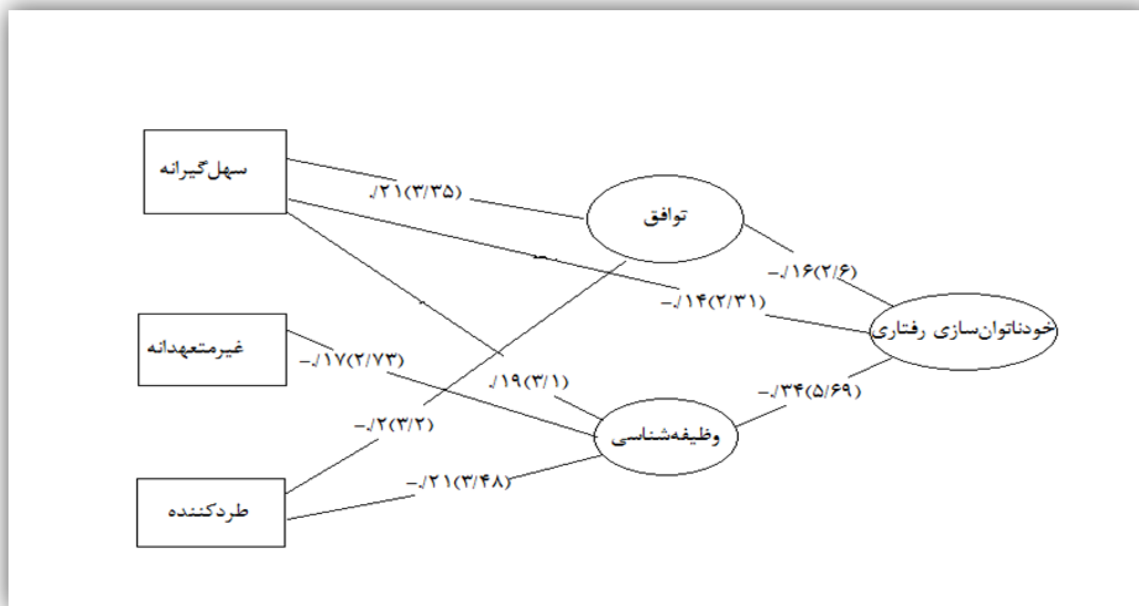 سهل‌گیرانه
./۲۱(۳/۳۵)
توافق
-./۱۶(۲/۶)
-./۱۴(۲/۳۱)
خودناتوان‌سازی رفتاری
غیرمتعهدانه
-./۱۷(۲/۷۳)
./۱۹(۳/۱)
-./۳۴(۵/۶۹)
-./۲(۳/۲)
وظیفه‌شناسی
-./۲۱(۳/۴۸)
طردکننده